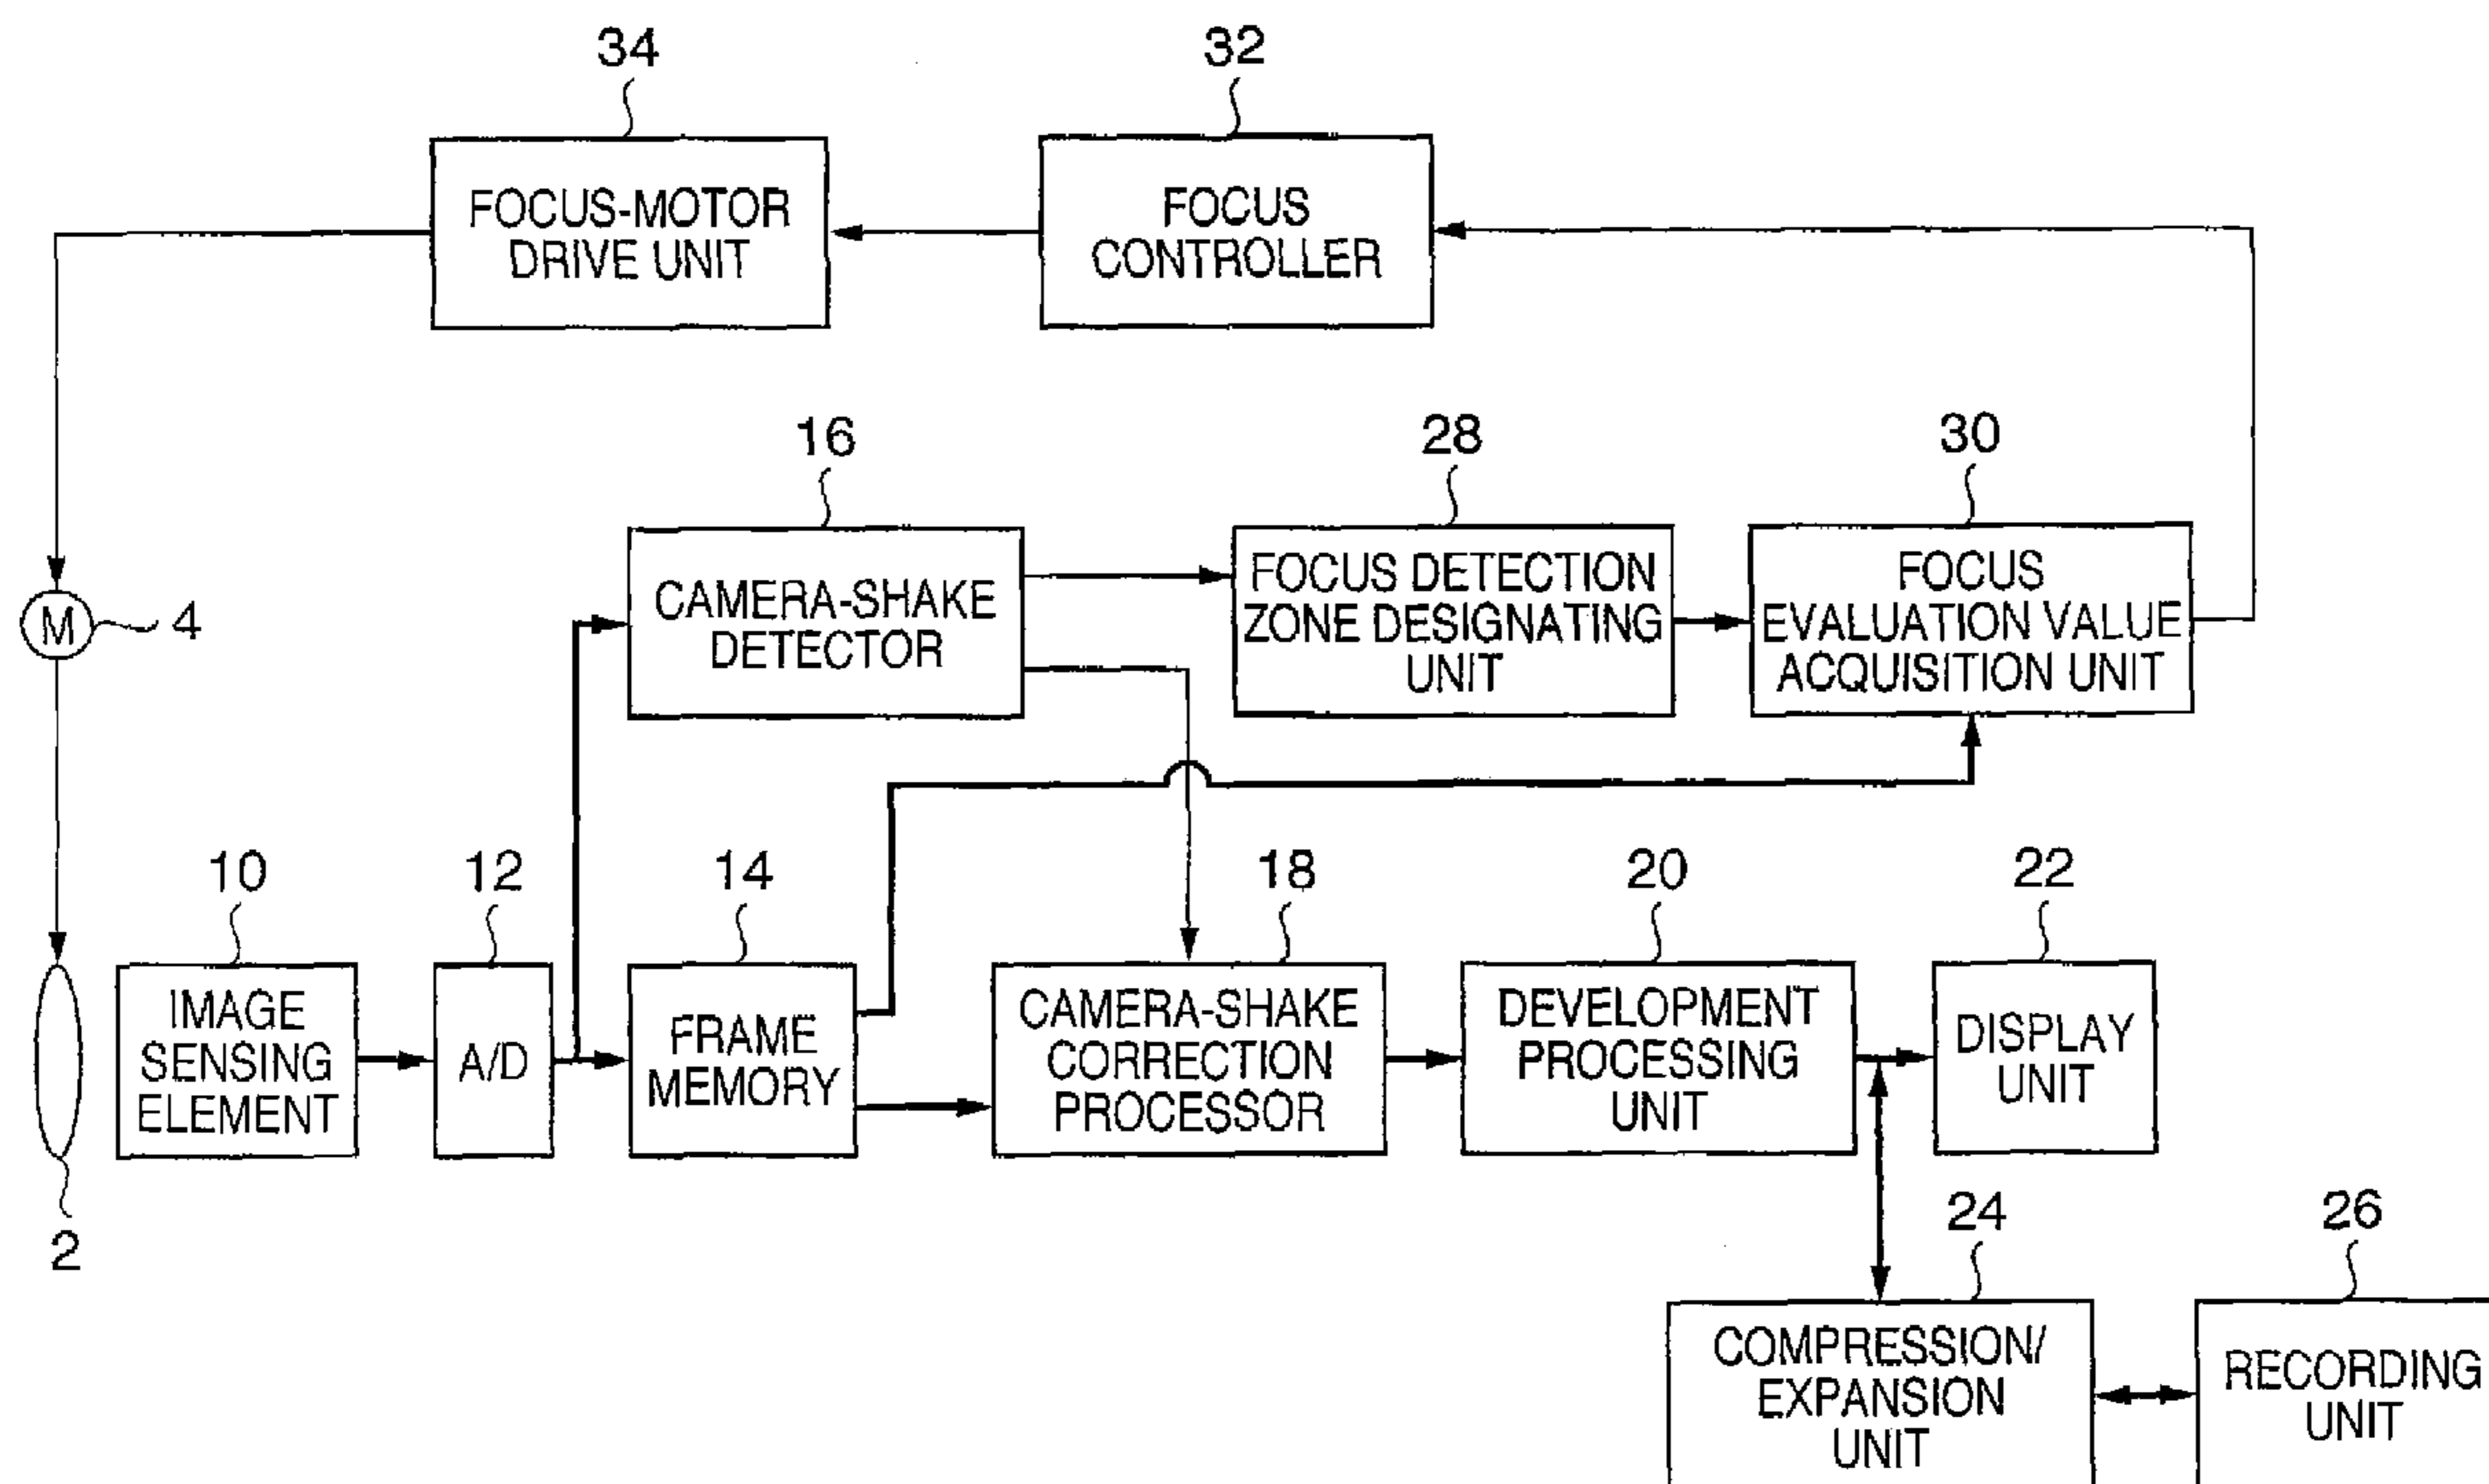 34
32
FOCUS-MOTOR
DRIVE UNIT
FOCUS
CONTROLLER
16
28
30
CAMERA-SHAKE
DETECTOR
FOCUS DETECTION
ZONE DESIGNATING
UNIT
FOCUS
EVALUATION VALUE
ACQUISITION UNIT
M
4
10
12
14
18
20
22
IMAGE
SENSING
ELEMENT
A/D
FRAME
MEMORY
CAMERA-SHAKE
CORRECTION
PROCESSOR
DEVELOPMENT
PROCESSING
UNIT
DISPLAY
UNIT
2
24
26
COMPRESSION/
EXPANSION
UNIT
RECORDING
UNIT